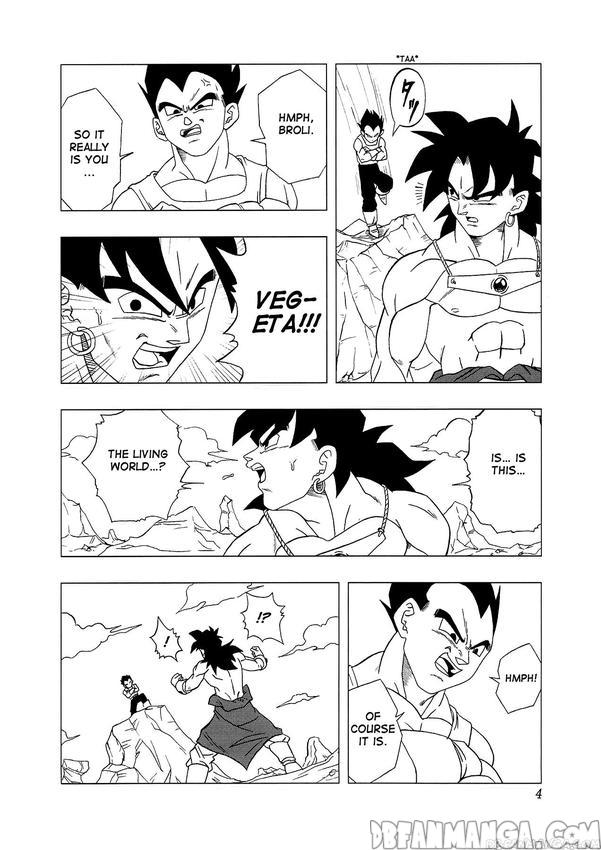 *TAA*
タッ
HMPH,
BROLI.
SO IT
REALLY
IS YOU
...
VEG-
ETA!!!
IS... IS
THIS...
THE LIVING
WORLD...?
HMPH!
OF
COURSE
IT IS.
!?
!
4
DBFANMANGA.COM